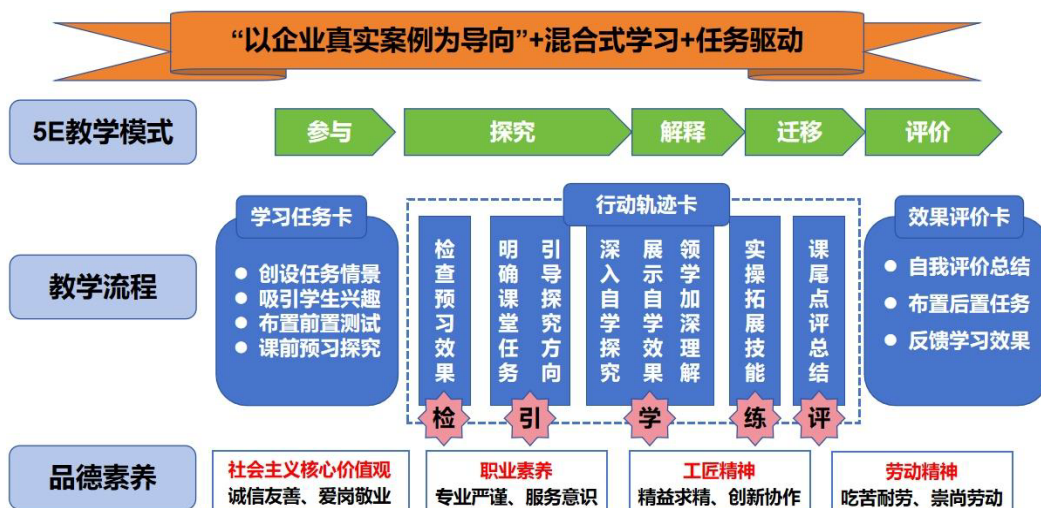 “以企业真实案例为导向”+混合式学习+任务驱动
5E教学模式
参与
探究
解释
迁移
评价
教学流程
学习任务卡
创设任务情景
吸引学生兴趣
布置前置测试
课前预习探究
行动轨迹卡
检查预习效果
明确课堂任务
引导探究方向
深入自学探究
展示自学效果
领学加深理解
实操拓展技能
课尾点评总结
检
引
学
练
评
效果评价卡
自我评价总结
布置后置任务
反馈学习效果
品德素养
社会主义核心价值观
诚信友善、爱岗敬业
职业素养
专业严谨、服务意识
工匠精神
精益求精、创新协作
劳动精神
吃苦耐劳、崇尚劳动